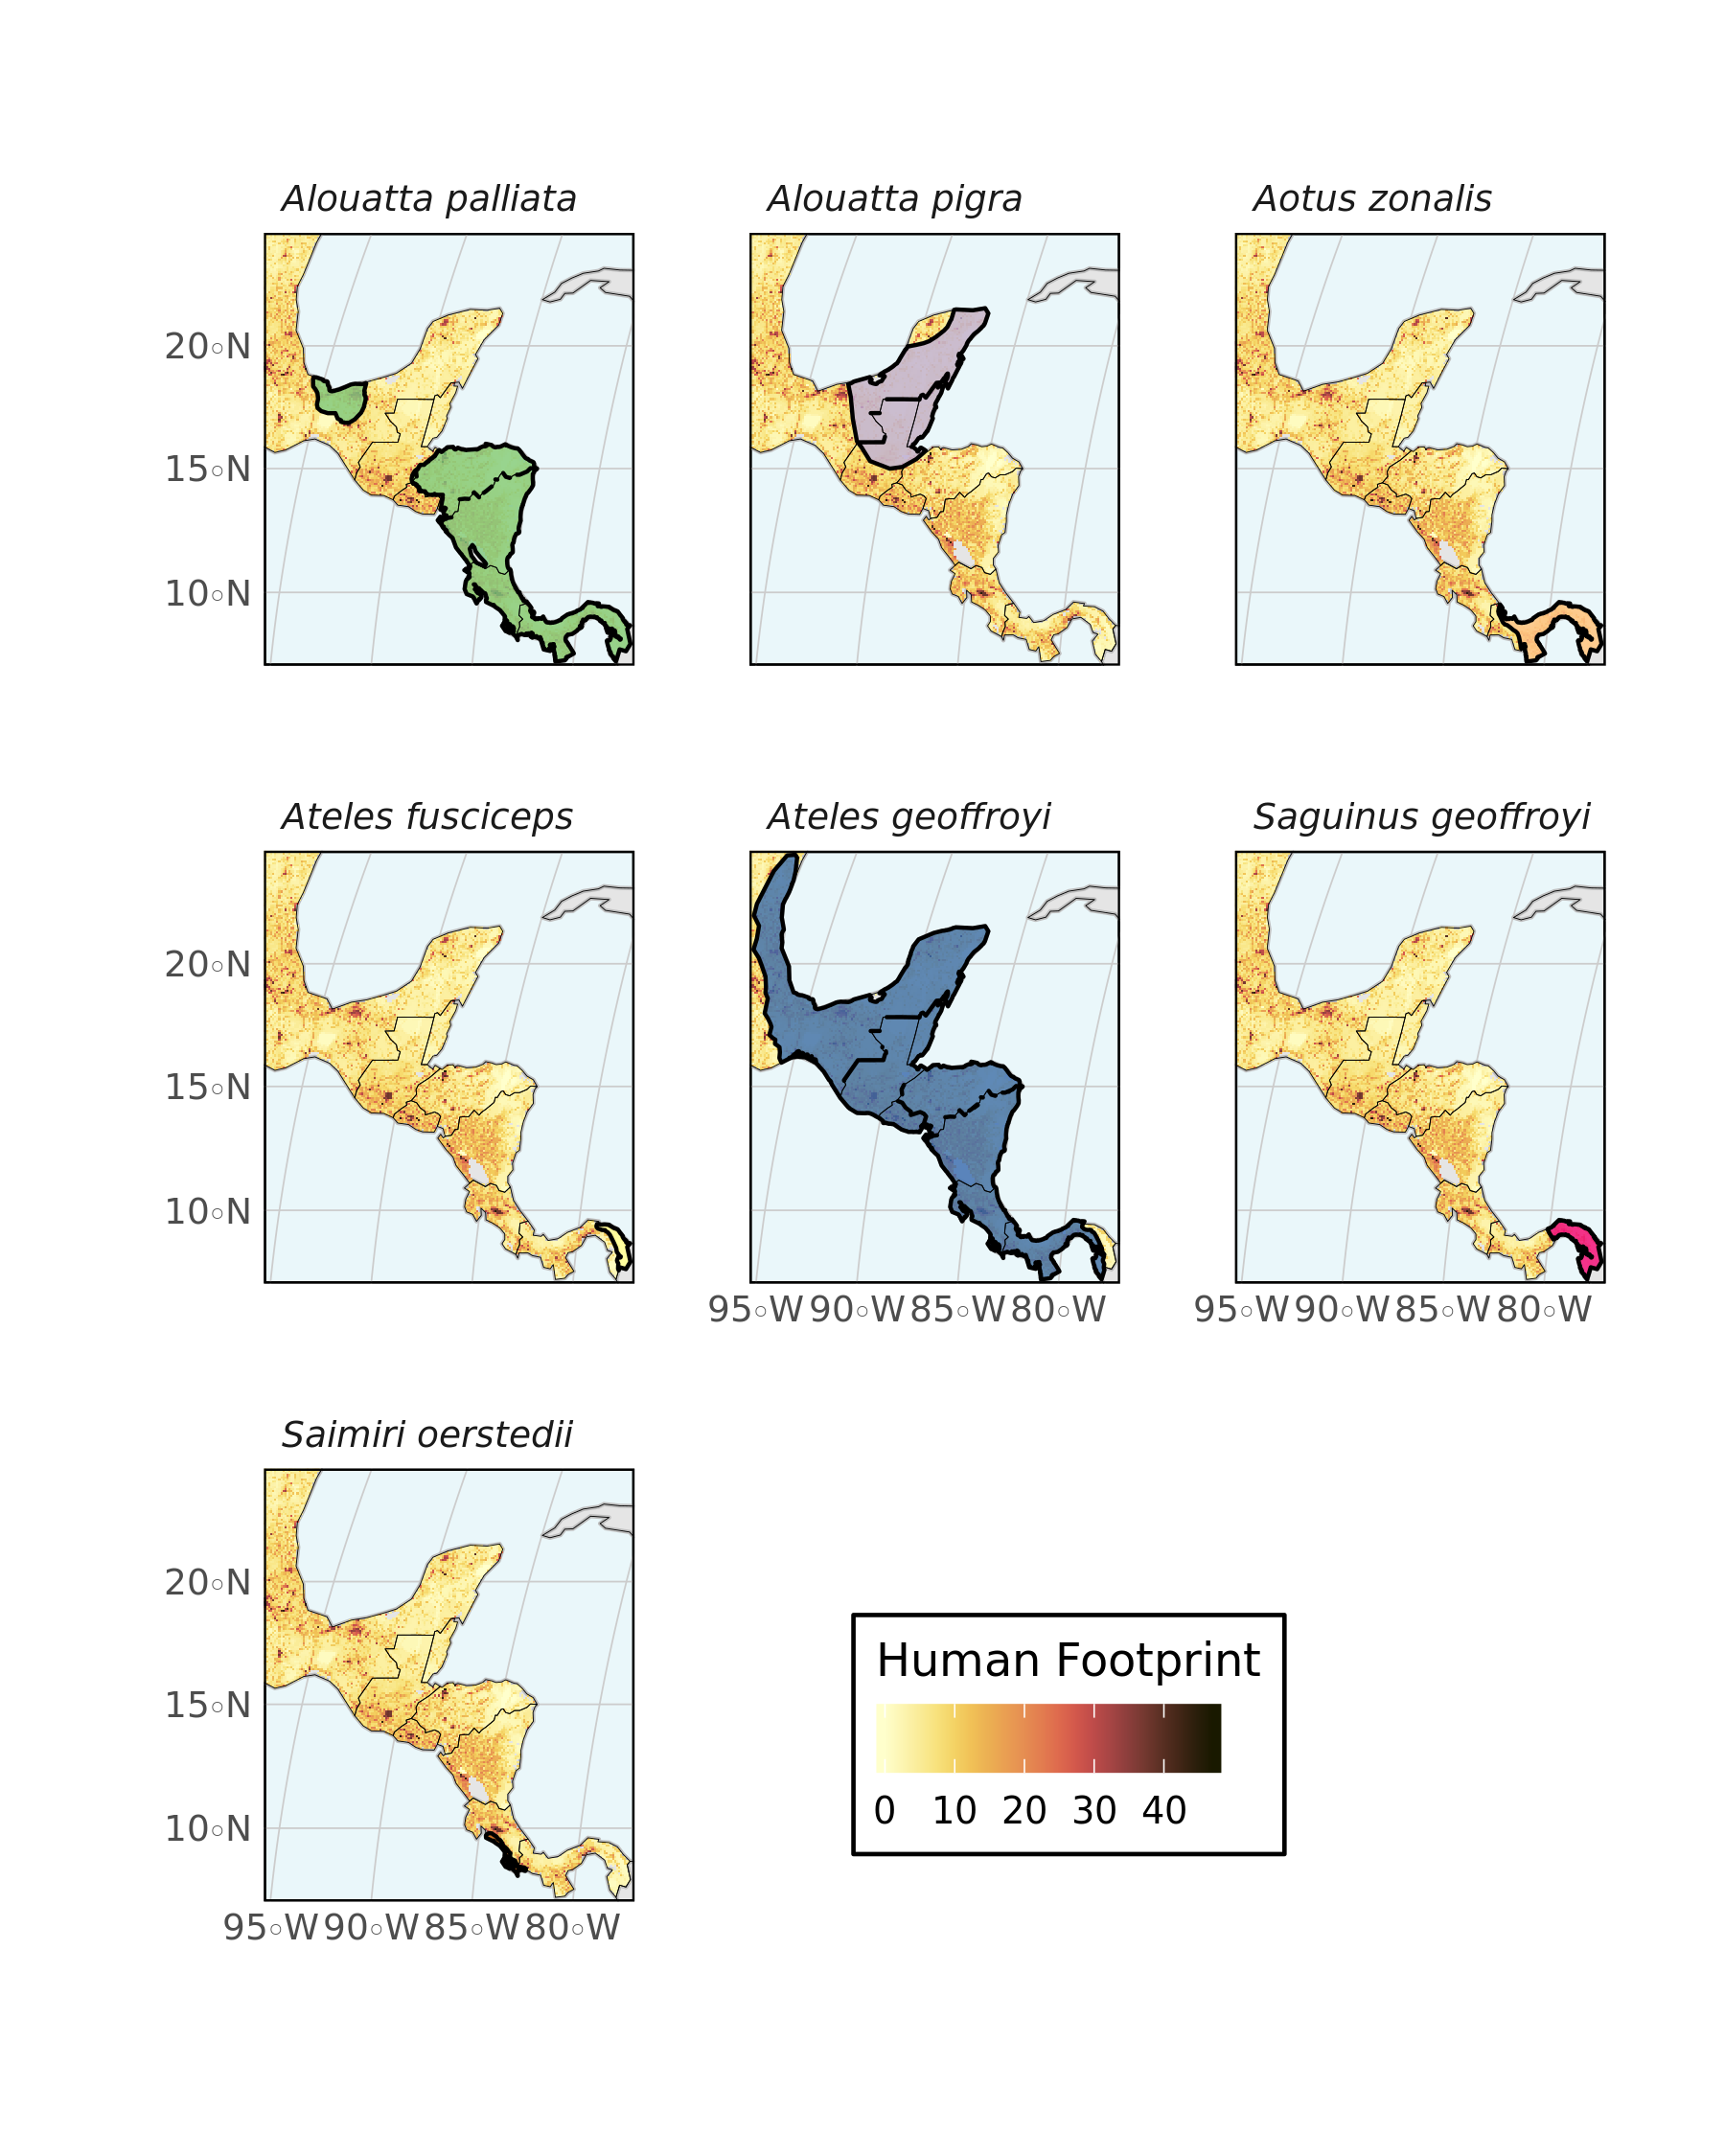 Alouatta palliata
Alouatta pigra
Aotus zonalis
20°N
15°N
10°N
Ateles fusciceps
Ateles geoffroyi
Saguinus geoffroyi
20°N
15°N
10°N
95°W 90°W 85°W 80°W
95°W 90°W 85°W 80°W
Saimiri oerstedii
20°N
15°N
10°N
95°W 90°W 85°W 80°W
Human Footprint
0 10 20 30 40